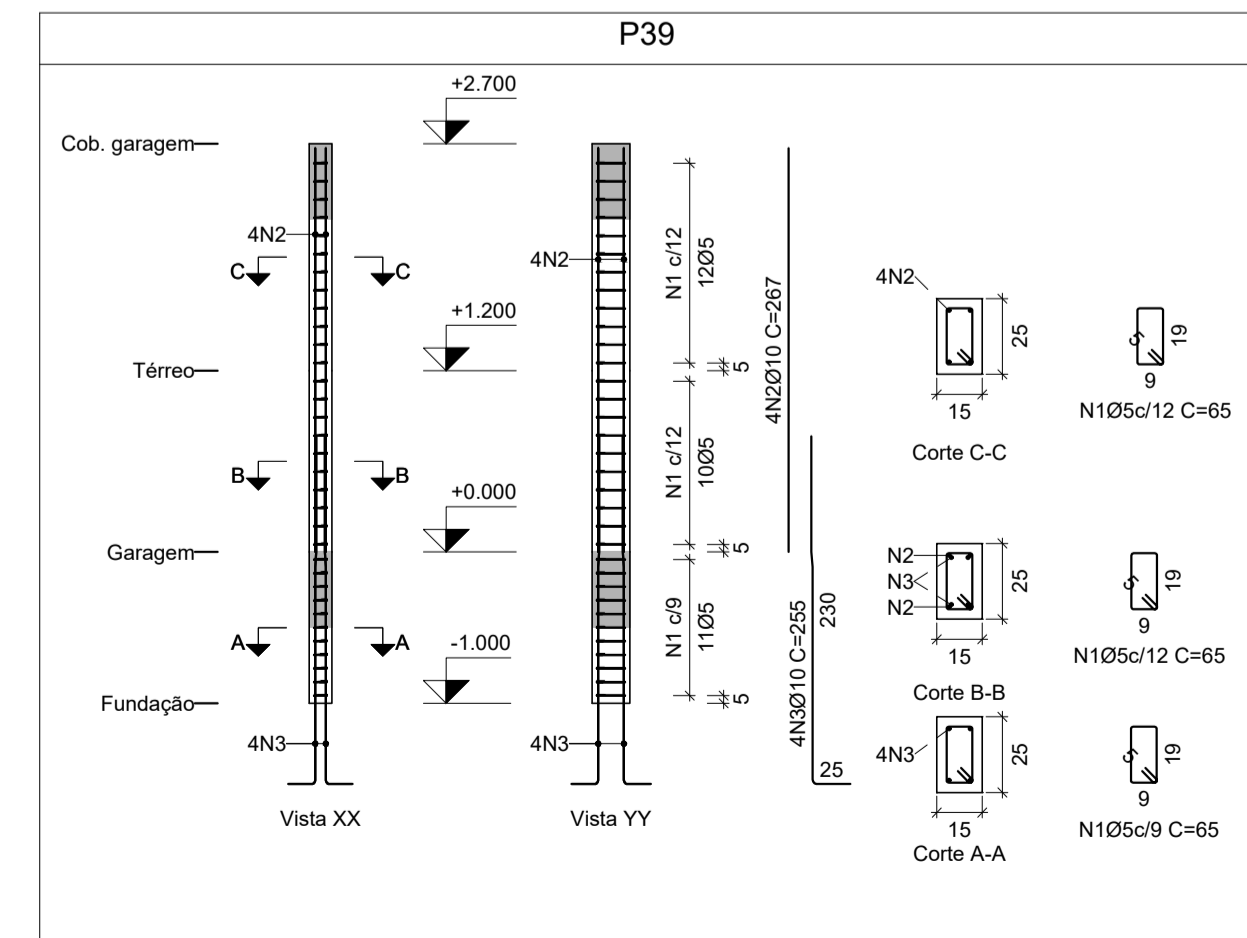 P39
+2.700
Cob. garagem
4N2
C
C
+1.200
Térreo
B
B
+0.000
Garagem
A
A
-1.000
Fundação
4N3
Vista XX
4N2
4N3
Vista YY
N1 c/12
12Ø5
5
N1 c/12
10Ø5
5
N1 c/9
11Ø5
5
4N2Ø10 C=267
4N3Ø10 C=255
230
25
4N2
25
15
Corte C-C
5
19
9
N1Ø5c/12 C=65
N2
N3
N2
25
15
Corte B-B
5
19
9
N1Ø5c/12 C=65
4N3
25
15
Corte A-A
5
19
9
N1Ø5c/9 C=65